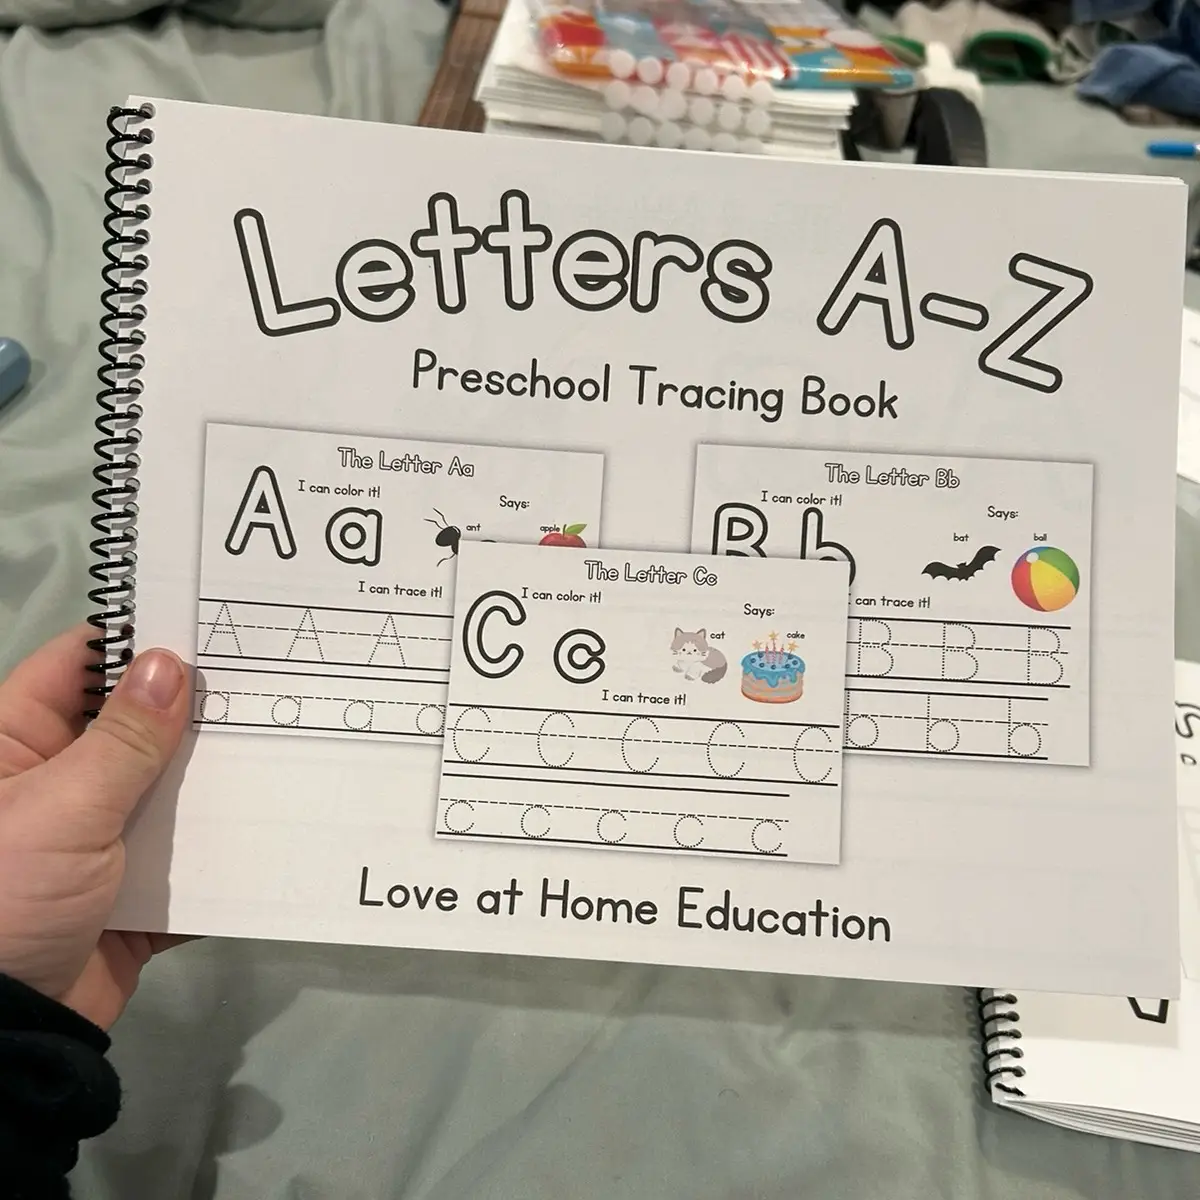 Letters A-Z
Preschool Tracing Book
The Letter Aa
I can color it!
Says:
A a
ant
apple
I can trace it!
A A A
a a a a
The Letter Bb
I can color it!
Says:
B b
bat
ball
can trace it!
B B B
b b b
The Letter Cc
I can color it!
Says:
C c
cat
cake
I can trace it!
C C C C C
c c c c c
Love at Home Education